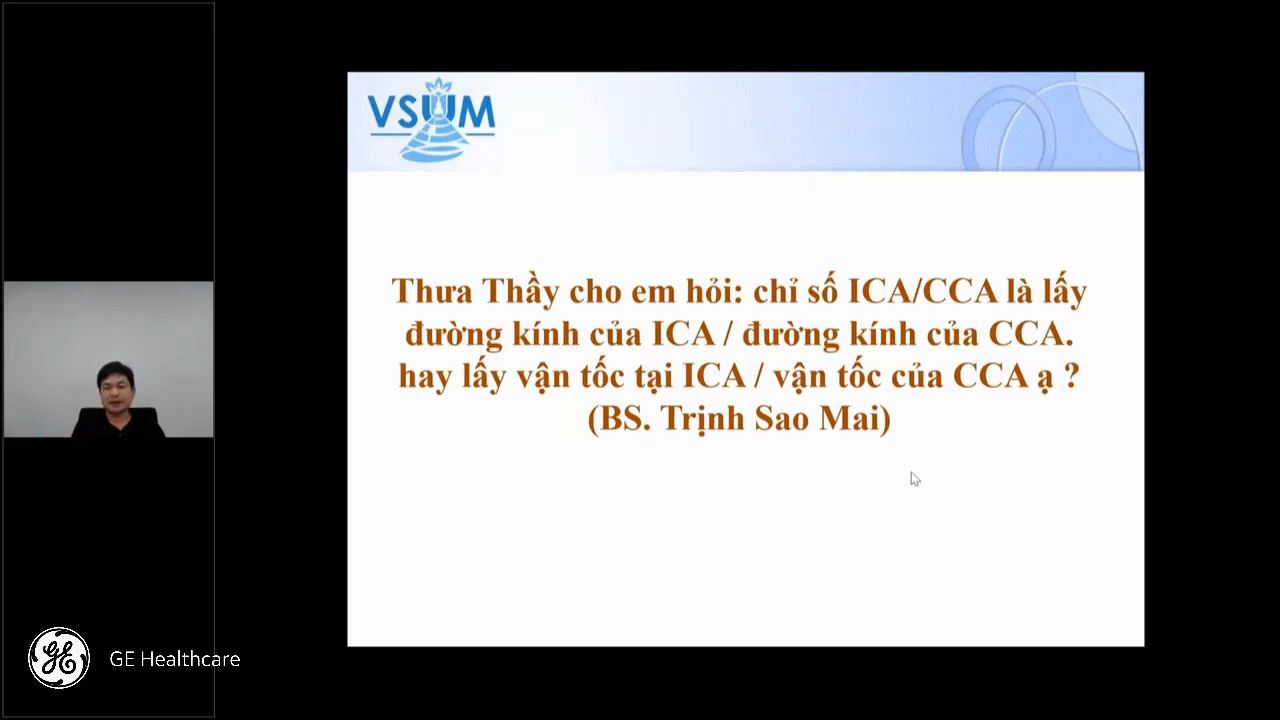 VSUM
Thưa Thầy cho em hỏi: chỉ số ICA/CCA là lấy
đường kính của ICA / đường kính của CCA.
hay lấy vận tốc tại ICA / vận tốc của CCA ạ ?
(BS. Trịnh Sao Mai)
GE Healthcare